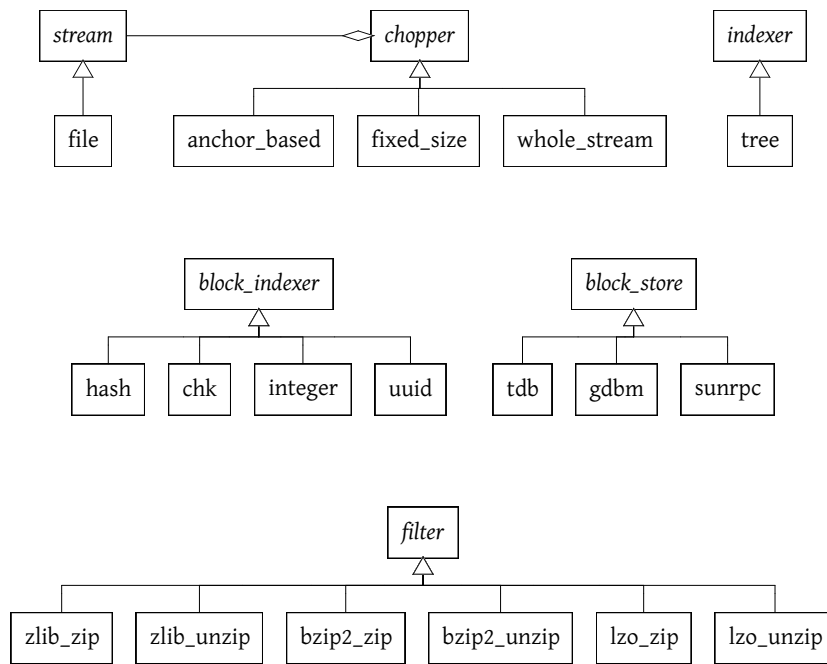 stream
chopper
indexer
file
anchor_based
fixed_size
whole_stream
tree
block_indexer
block_store
hash
chk
integer
uuid
tdb
gdbm
sunrpc
filter
zlib_zip
zlib_unzip
bzip2_zip
bzip2_unzip
lzo_zip
lzo_unzip